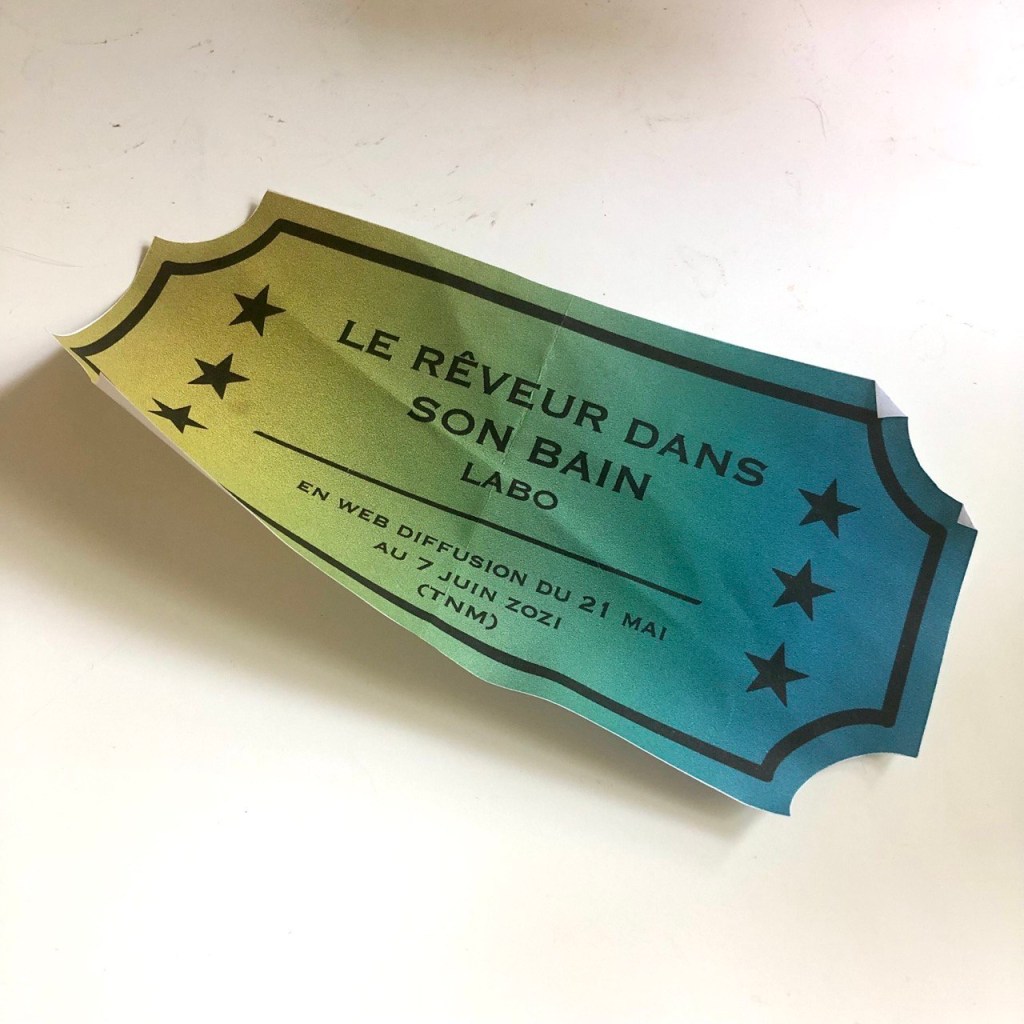 LE RÊVEUR DANS
SON BAIN
LABO
EN WEB DIFFUSION DU 21 MAI
AU 7 JUIN ZOZI
(TNM)